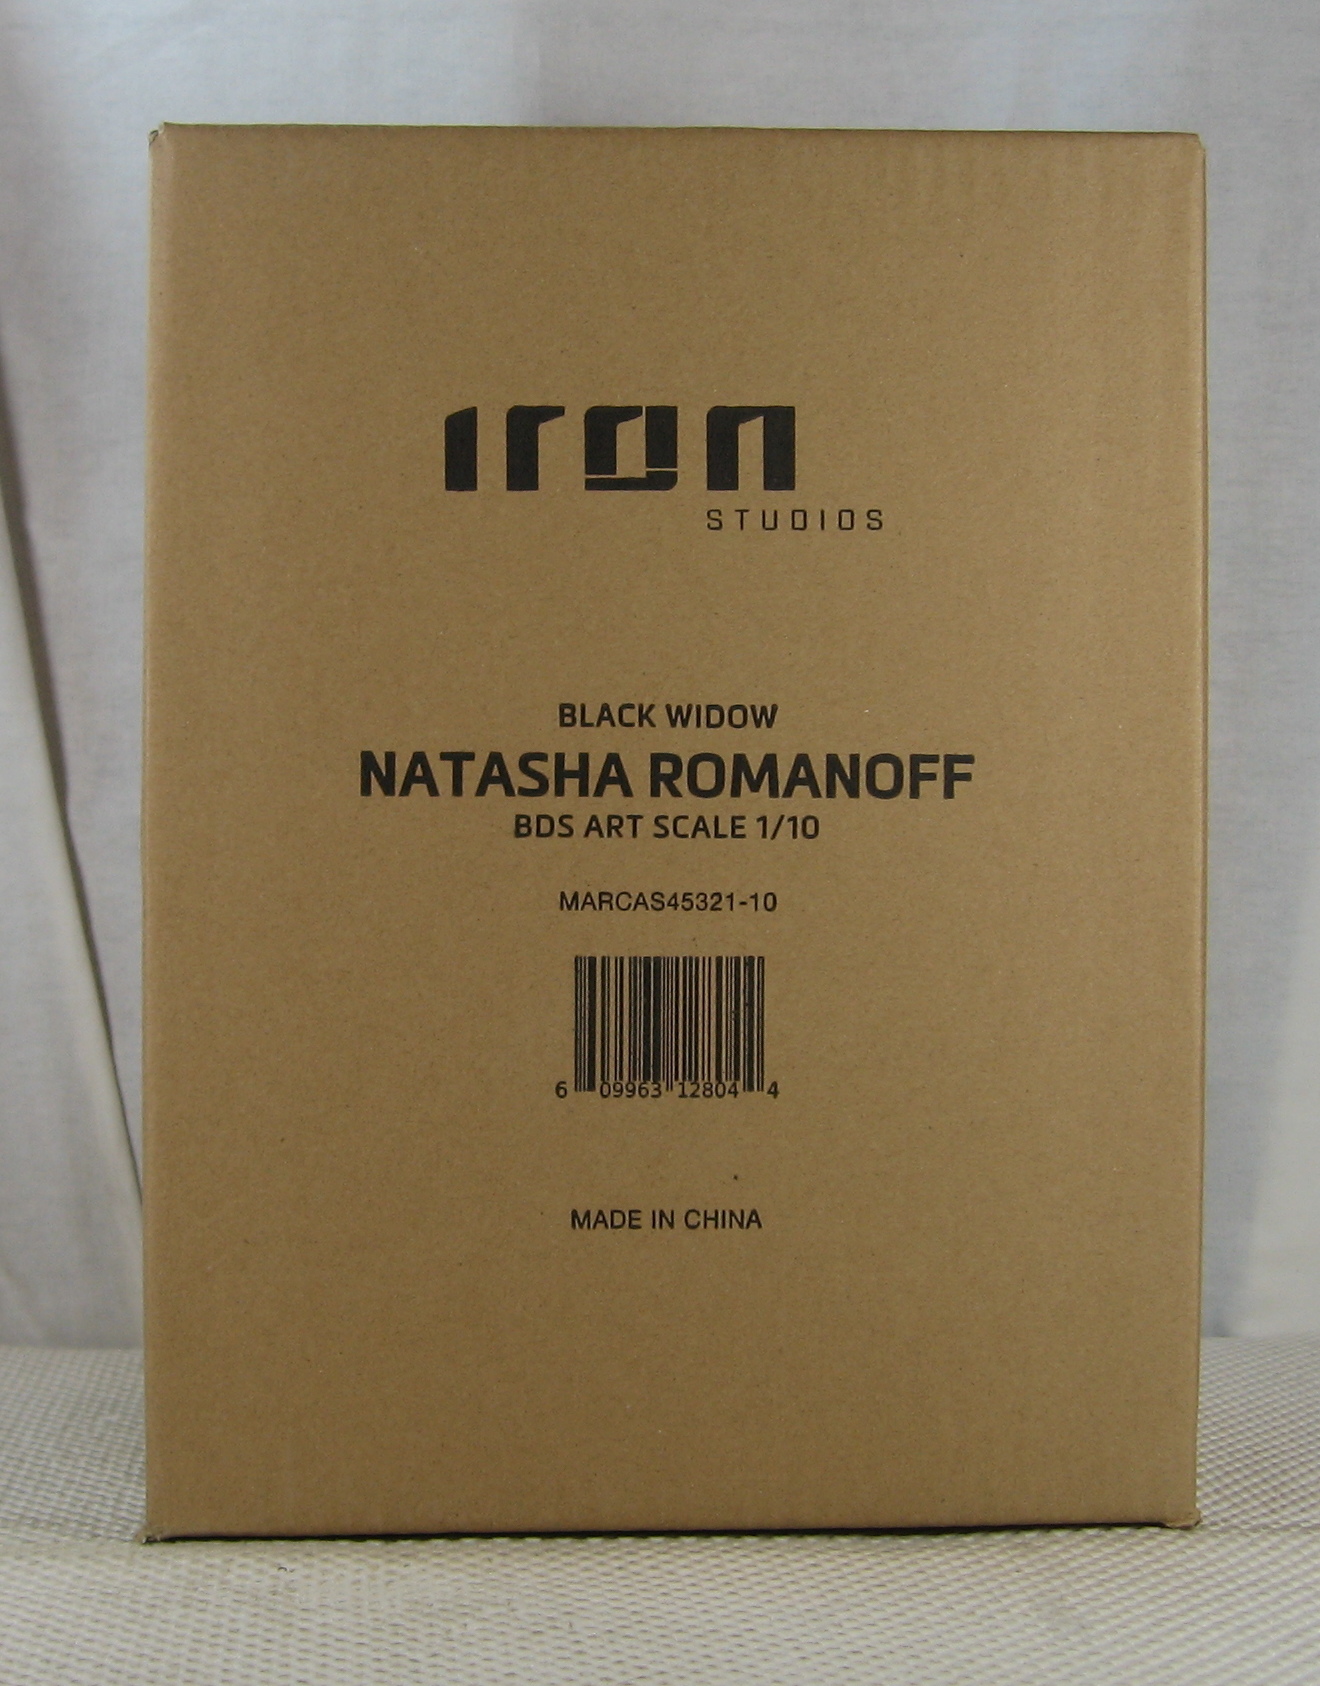 iron
STUDIOS
BLACK WIDOW
NATASHA ROMANOFF
BDS ART SCALE 1/10
MARCAS45321-10
6 09963 12804 4
MADE IN CHINA